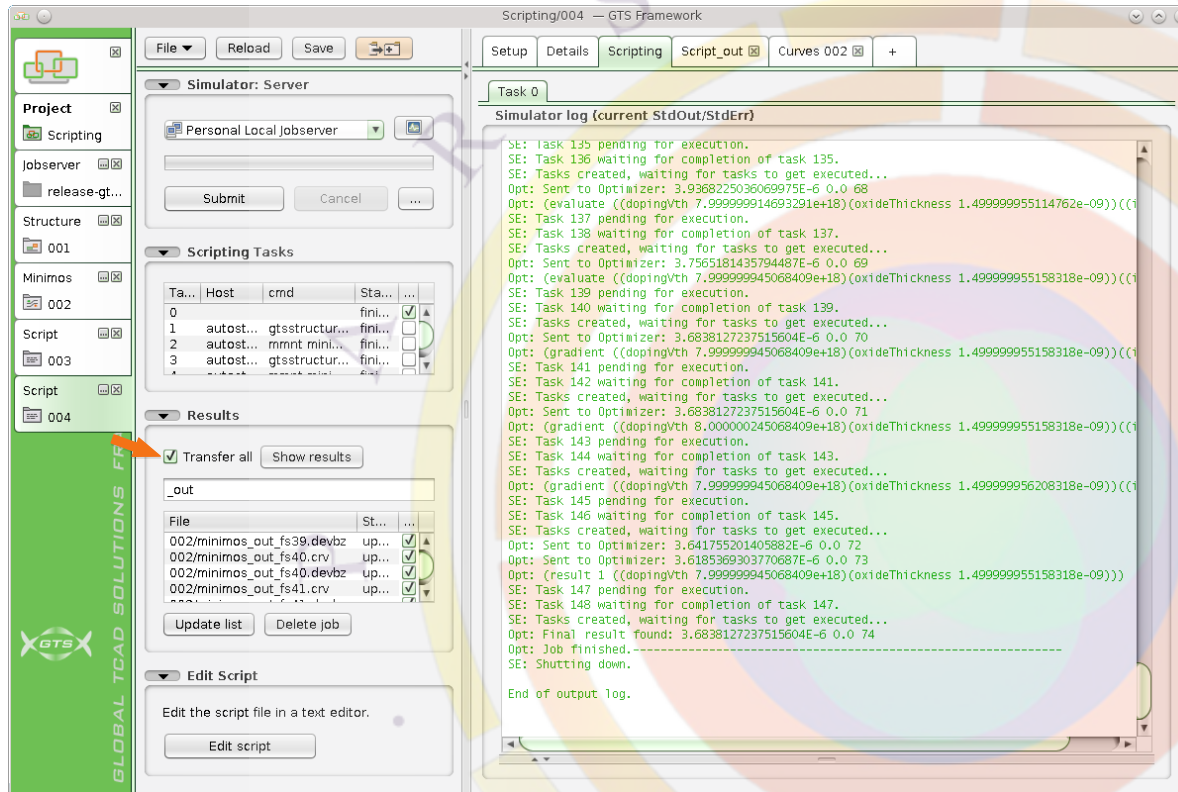 Scripting/004 — GTS Framework
Project
Scripting
Jobserver
release-gt...
Structure
001
Minimos
002
Script
003
Script
004
GLOBAL TCAD SOLUTIONS
GTS
File
Reload
Save
Simulator: Server
Personal Local Jobserver
Submit
Cancel
...
Scripting Tasks
Ta... Host cmd Sta... ...
0 fini...
1 autost... gtsstructur... fini...
2 autost... mmnt mini... fini...
3 autost... gtsstructur... fini...
Results
Transfer all
Show results
_out
File St... ...
002/minimos_out_fs39.devbz up...
002/minimos_out_fs40.crv up...
002/minimos_out_fs40.devbz up...
002/minimos_out_fs41.crv up...
Update list
Delete job
Edit Script
Edit the script file in a text editor.
Edit script
Setup Details Scripting Script_out Curves 002 +
Task 0
Simulator log (current StdOut/StdErr)
SE: Task 135 pending for execution.
SE: Task 136 waiting for completion of task 135.
SE: Tasks created, waiting for tasks to get executed...
Opt: Sent to Optimizer: 3.9368225036069975E-6 0.0 68
Opt: (evaluate ((dopingVth 7.999999914693291e+18)(oxideThickness 1.499999955114762e-09))((i
SE: Task 137 pending for execution.
SE: Task 138 waiting for completion of task 137.
SE: Tasks created, waiting for tasks to get executed...
Opt: Sent to Optimizer: 3.7565181435794487E-6 0.0 69
Opt: (evaluate ((dopingVth 7.999999945068409e+18)(oxideThickness 1.499999955158318e-09))((i
SE: Task 139 pending for execution.
SE: Task 140 waiting for completion of task 139.
SE: Tasks created, waiting for tasks to get executed...
Opt: Sent to Optimizer: 3.6838127237515604E-6 0.0 70
Opt: (gradient ((dopingVth 7.999999945068409e+18)(oxideThickness 1.499999955158318e-09))((i
SE: Task 141 pending for execution.
SE: Task 142 waiting for completion of task 141.
SE: Tasks created, waiting for tasks to get executed...
Opt: Sent to Optimizer: 3.6838127237515604E-6 0.0 71
Opt: (gradient ((dopingVth 8.000000245068409e+18)(oxideThickness 1.499999955158318e-09))((i
SE: Task 143 pending for execution.
SE: Task 144 waiting for completion of task 143.
SE: Tasks created, waiting for tasks to get executed...
Opt: (gradient ((dopingVth 7.999999945068409e+18)(oxideThickness 1.499999956208318e-09))((i
SE: Task 145 pending for execution.
SE: Task 146 waiting for completion of task 145.
SE: Tasks created, waiting for tasks to get executed...
Opt: Sent to Optimizer: 3.641755201405882E-6 0.0 72
Opt: Sent to Optimizer: 3.6185369303770687E-6 0.0 73
Opt: (result 1 ((dopingVth 7.999999945068409e+18)(oxideThickness 1.499999955158318e-09)))
SE: Task 147 pending for execution.
SE: Task 148 waiting for completion of task 147.
SE: Tasks created, waiting for tasks to get executed...
Opt: Final result found: 3.6838127237515604E-6 0.0 74
Opt: Job finished.----------------------------------------------------------------
SE: Shutting down.
End of output log.